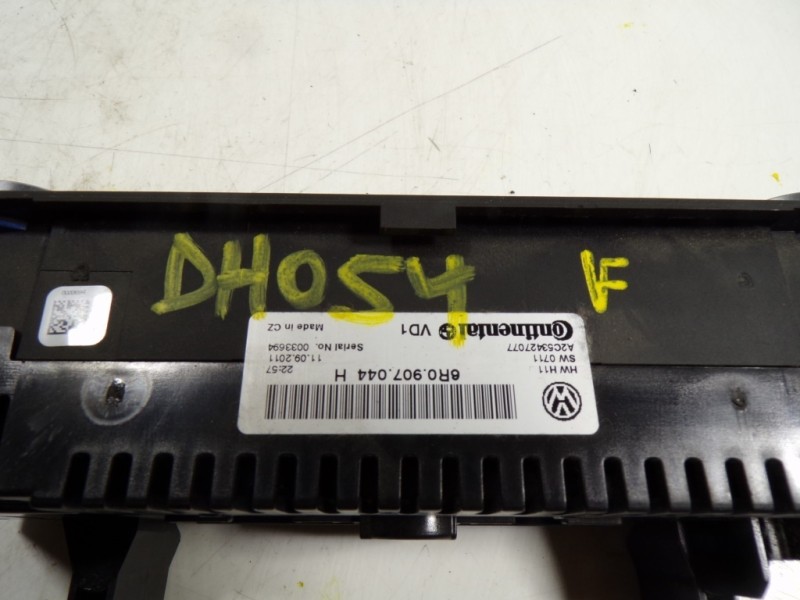 DH054
F
Continental VD1
Made in CZ
A2C53427077
Serial No. 0033694
SW 0711
11.09.2011
HW H11
22:57
6R0.907.044 H